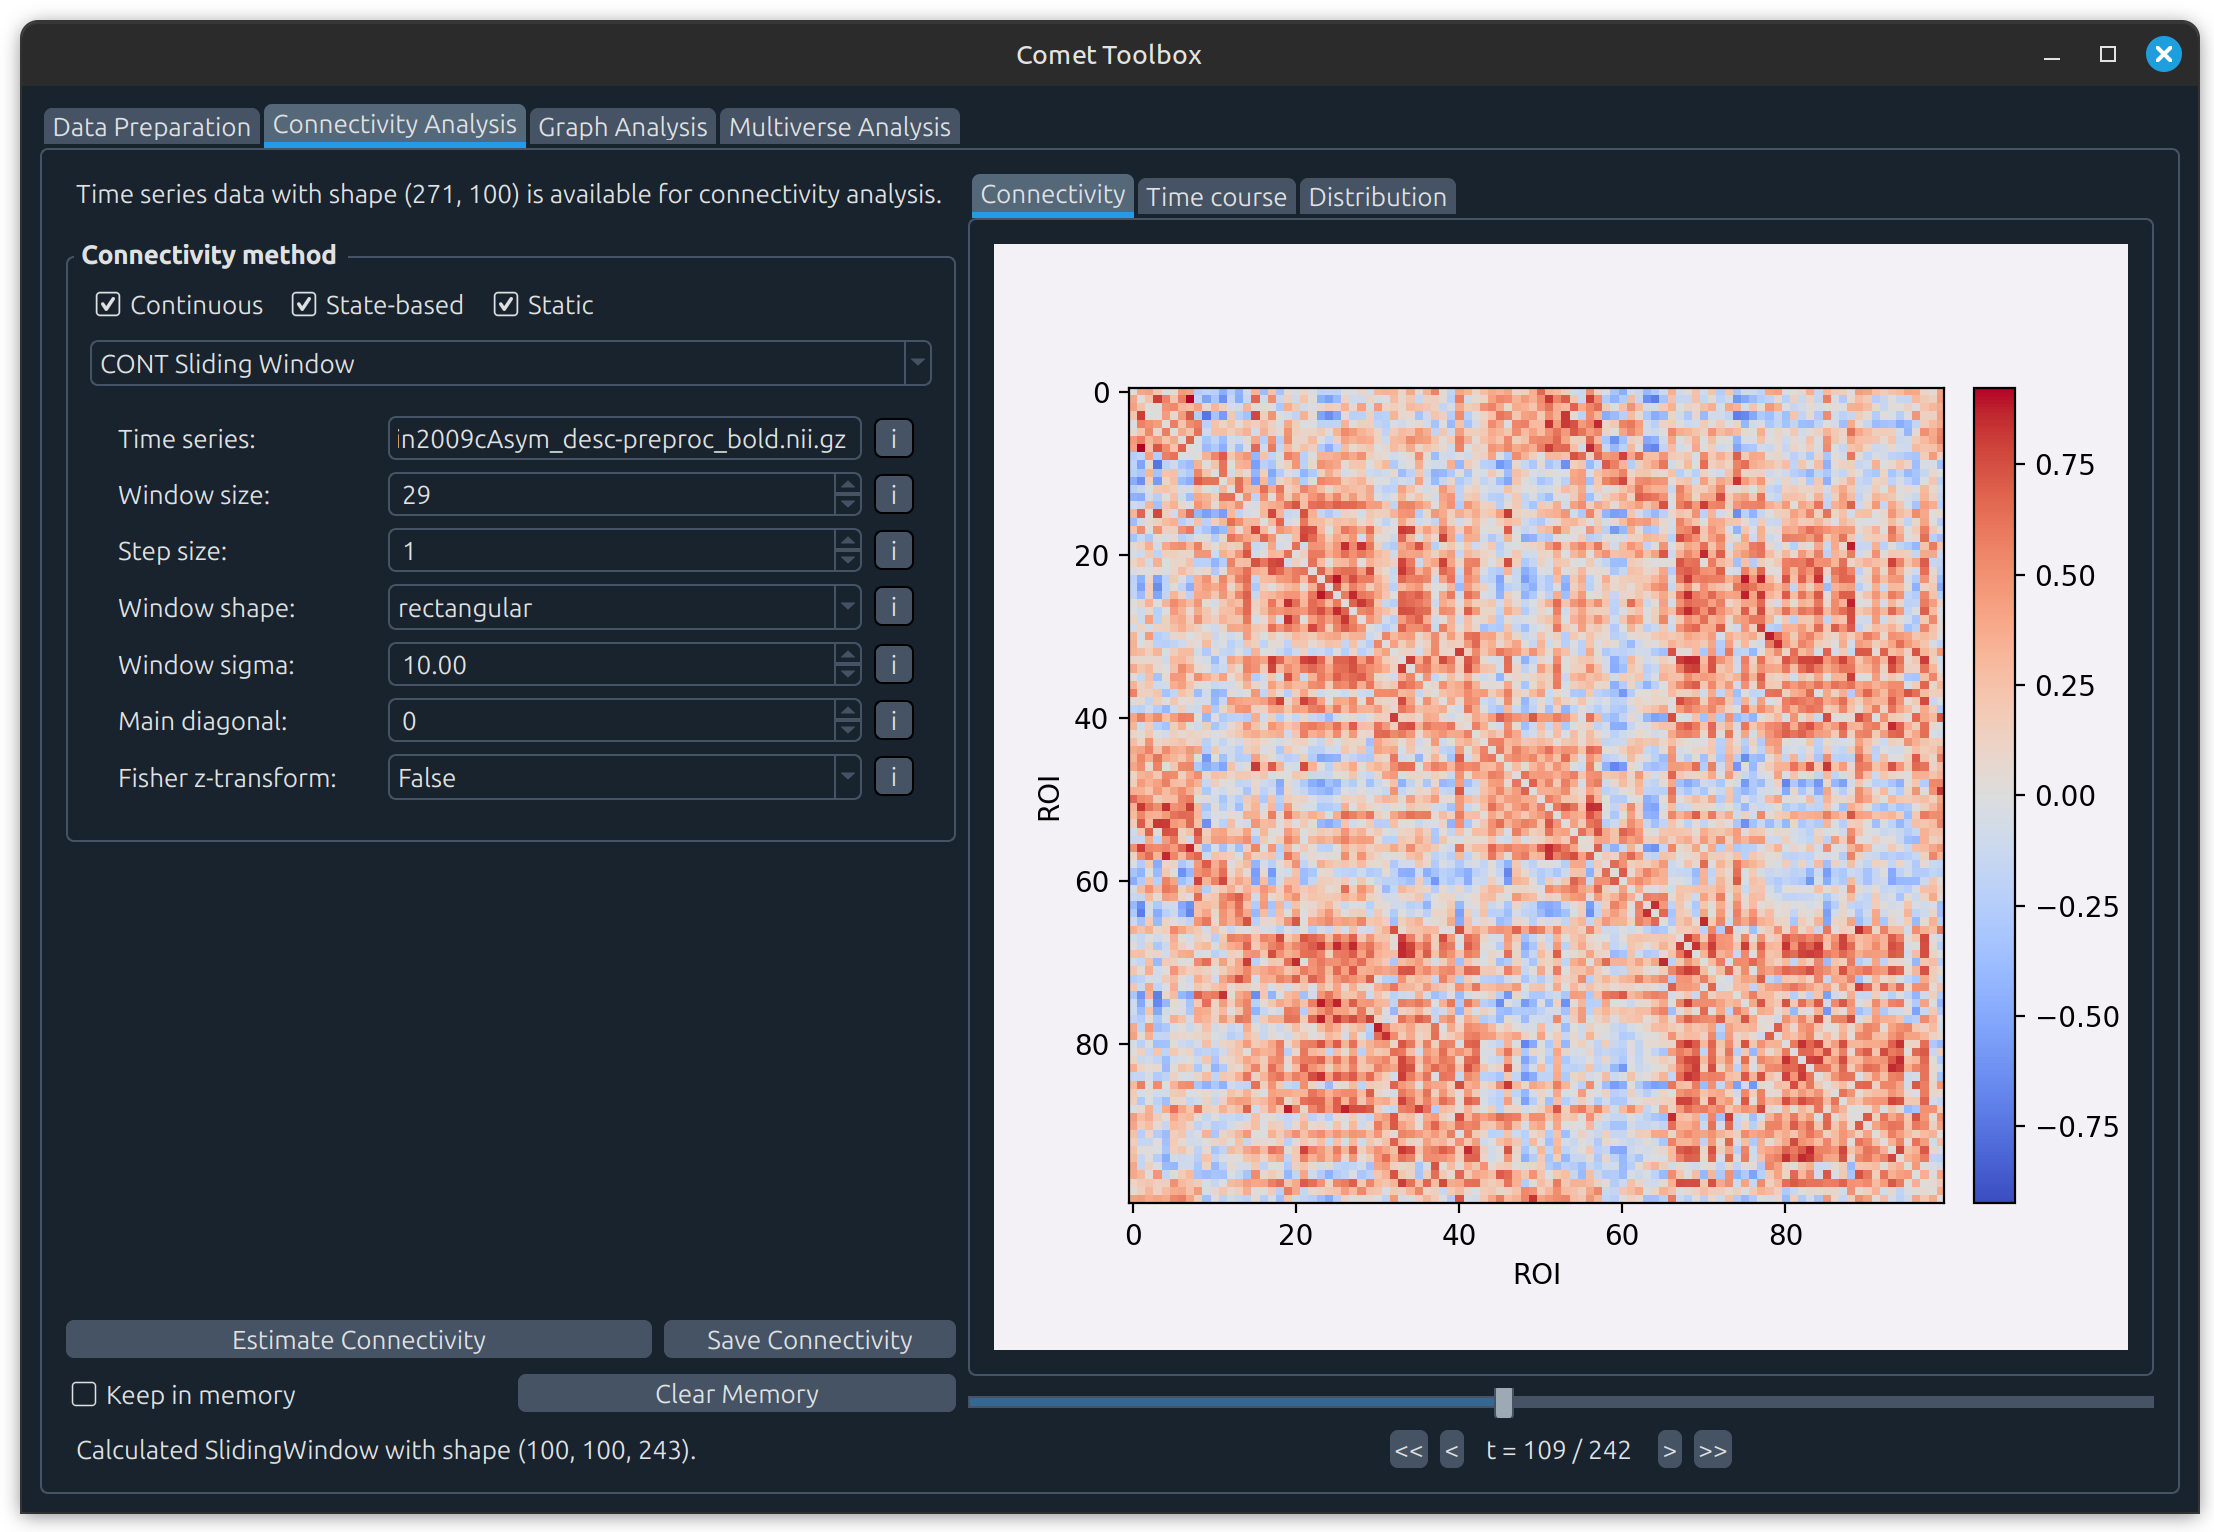 Comet Toolbox
Data Preparation Connectivity Analysis Graph Analysis Multiverse Analysis
Time series data with shape (271, 100) is available for connectivity analysis.
Connectivity method
Continuous State-based Static
CONT Sliding Window
Time series: in2009cAsym_desc-preproc_bold.nii.gz i
Window size: 29 i
Step size: 1 i
Window shape: rectangular i
Window sigma: 10.00 i
Main diagonal: 0 i
Fisher z-transform: False i
Estimate Connectivity Save Connectivity
Keep in memory Clear Memory
Calculated SlidingWindow with shape (100, 100, 243).
Connectivity Time course Distribution
0
20
40
60
80
ROI
0 20 40 60 80
ROI
0.75
0.50
0.25
0.00
−0.25
−0.50
−0.75
<< < t = 109 / 242 > >>